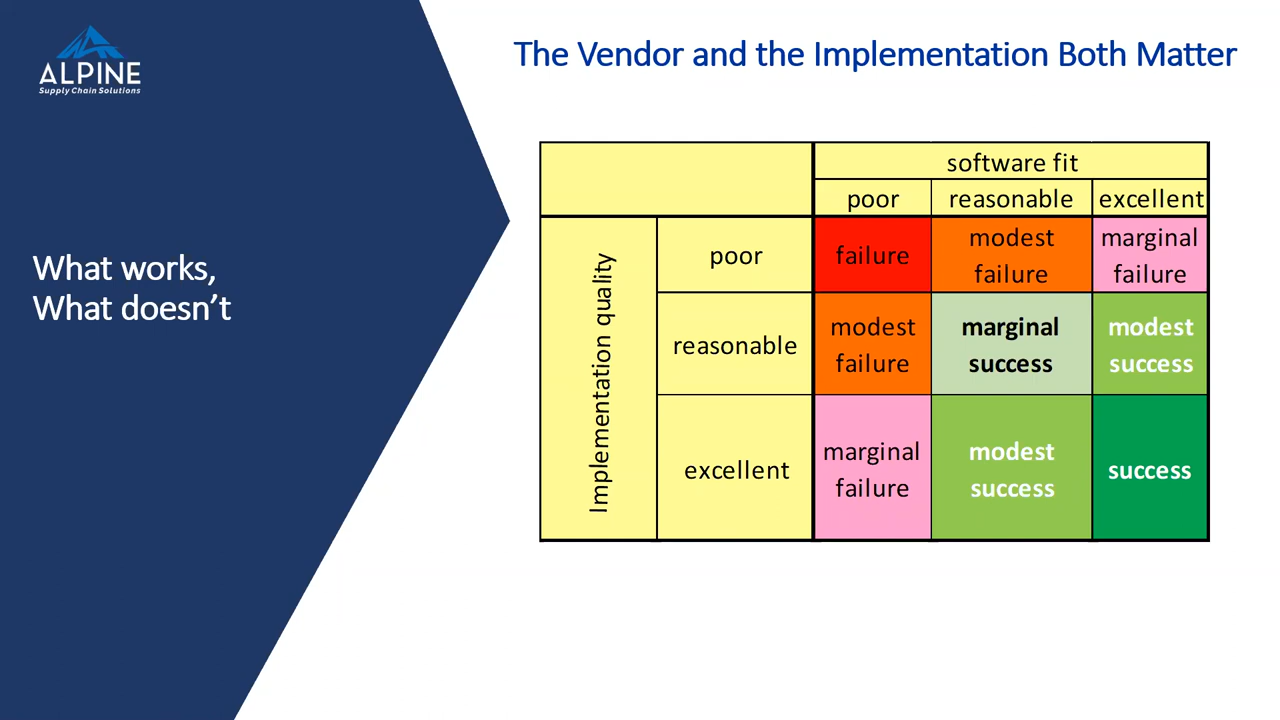 ALPINE
Supply Chain Solutions
The Vendor and the Implementation Both Matter
What works,
What doesn’t
software fit
poor
reasonable
excellent
Implementation quality
poor
failure
modest
failure
marginal
failure
reasonable
modest
failure
marginal
success
modest
success
excellent
marginal
failure
modest
success
success